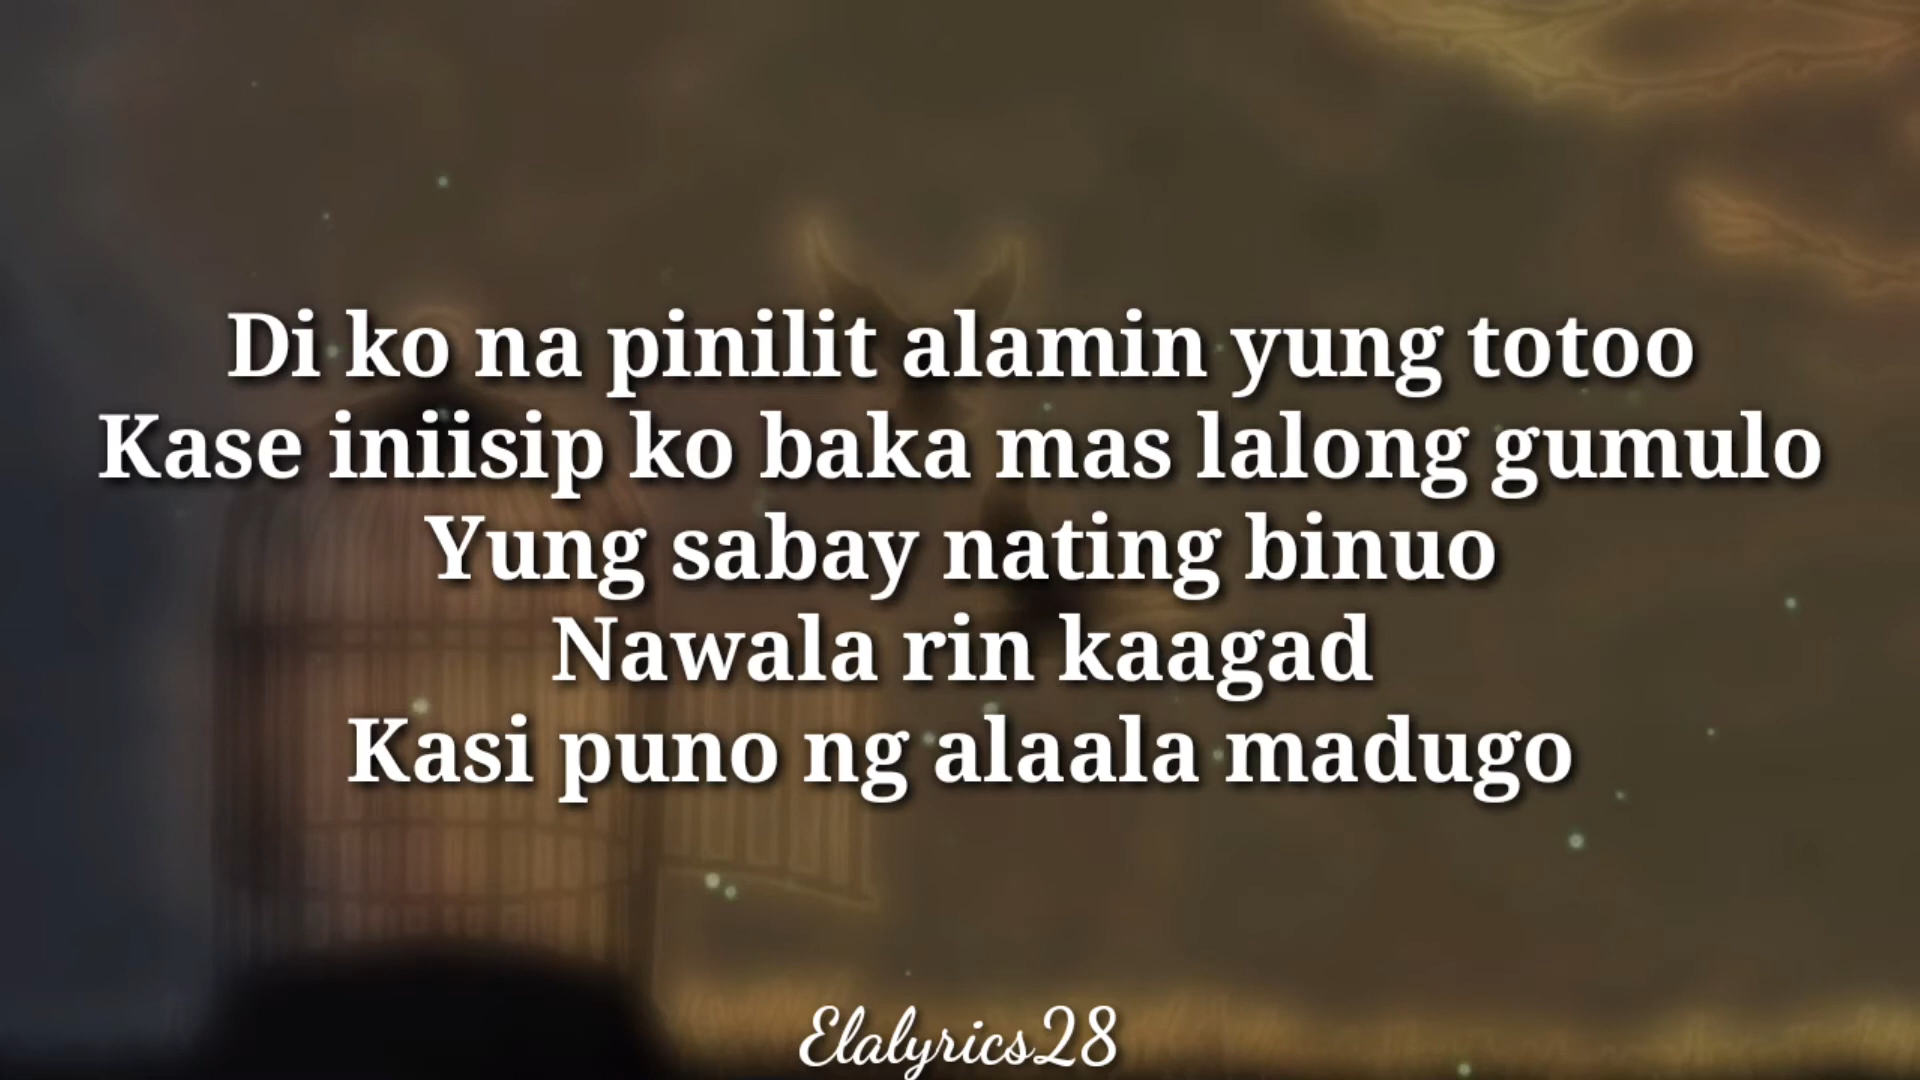 Di ko na pinilit alamin yung totoo
Kase iniisip ko baka mas lalong gumulo
Yung sabay nating binuo
Nawala rin kaagad
Kasi puno ng alaala madugo
Elalyrics28